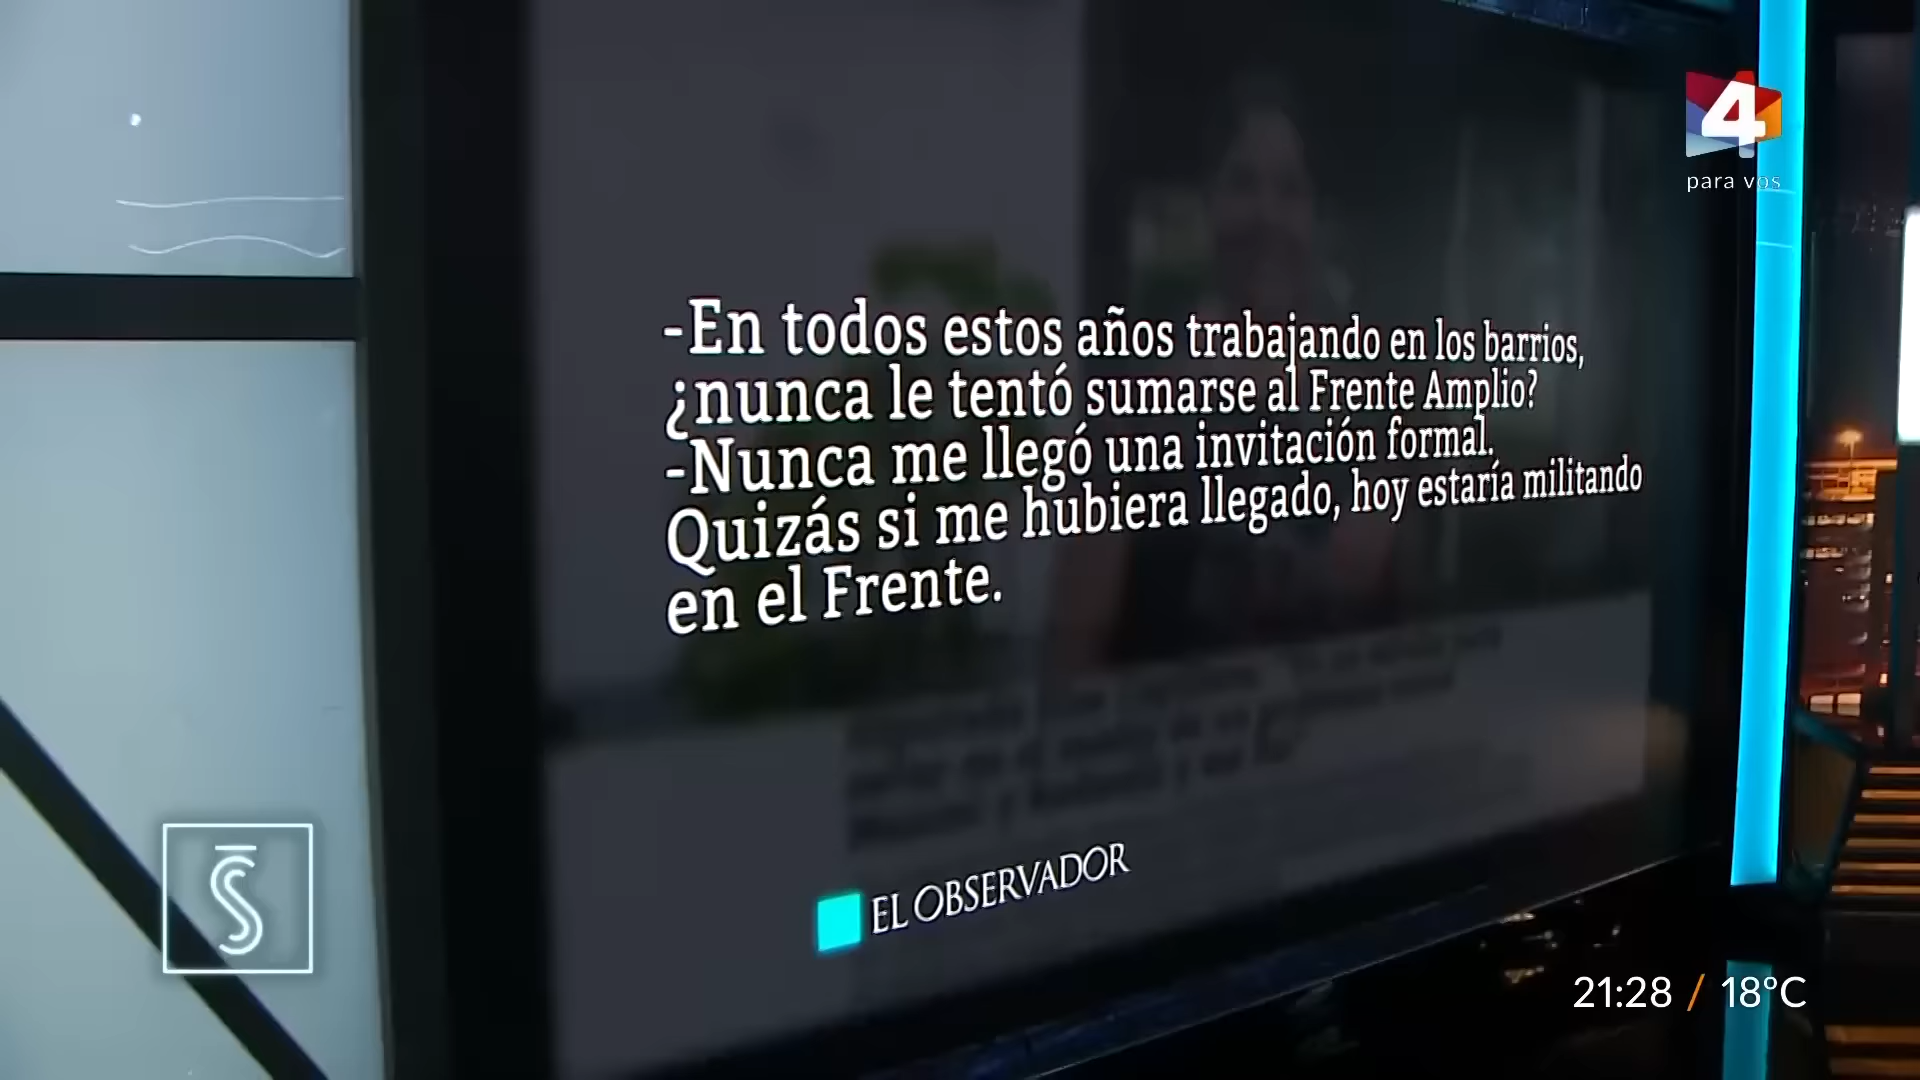 4
para vos
-En todos estos años trabajando en los barrios,
¿nunca le tentó sumarse al Frente Amplio?
-Nunca me llegó una invitación formal.
Quizás si me hubiera llegado, hoy estaría militando
en el Frente.
EL OBSERVADOR
S
21:28 / 18°C